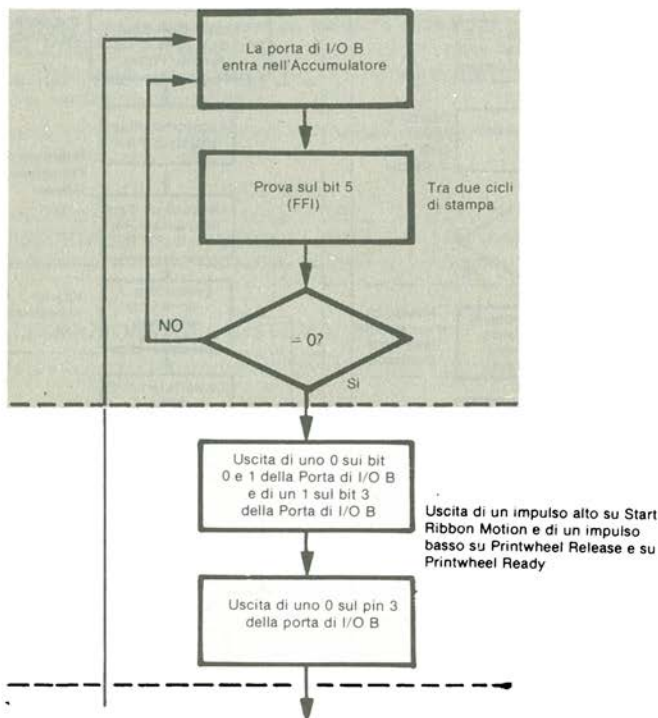 La porta di I/O B
entra nell'Accumulatore
Prova sul bit 5
(FFI)
Tra due cicli
di stampa
= 0?
NO
Si
Uscita di uno 0 sui bit
0 e 1 della Porta di I/O B
e di un 1 sul bit 3
della Porta di I/O B
Uscita di un impulso alto su Start
Ribbon Motion e di un impulso
basso su Printwheel Release e su
Printwheel Ready
Uscita di uno 0 sul pin 3
della porta di I/O B